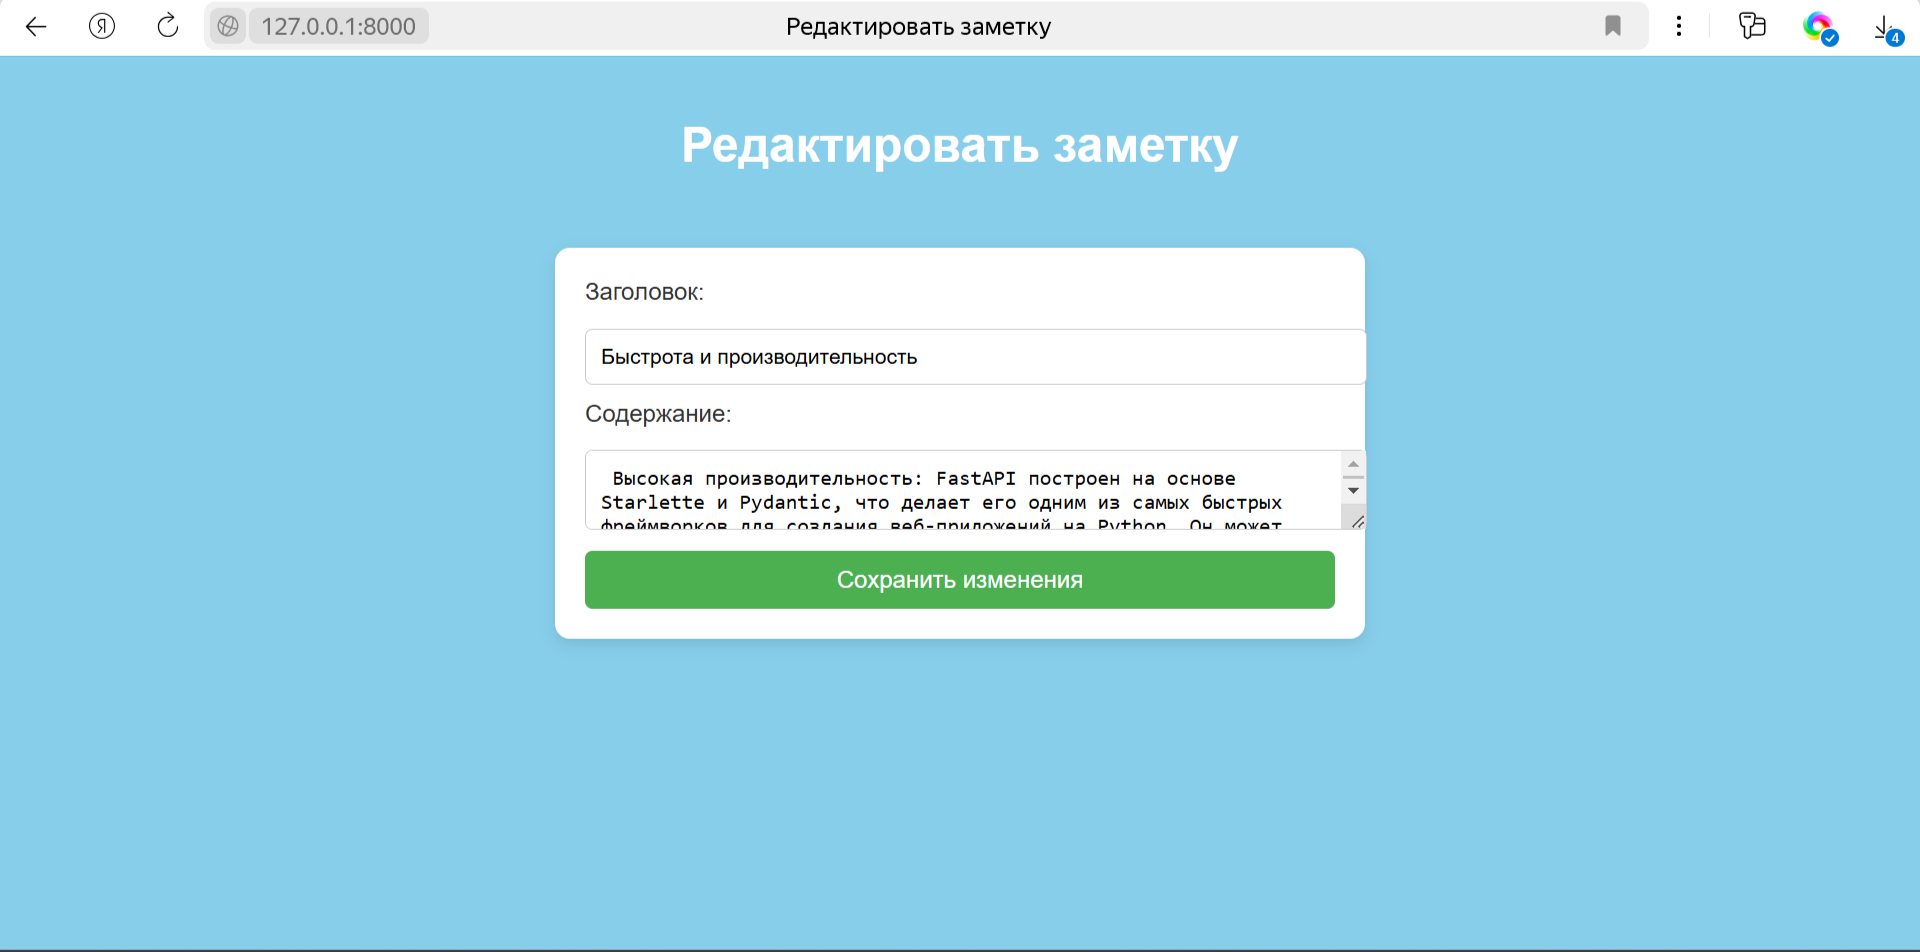 Я
127.0.0.1:8000
Редактировать заметку
4
Редактировать заметку
Заголовок:
Быстрота и производительность
Содержание:
Высокая производительность: FastAPI построен на основе
Starlette и Pydantic, что делает его одним из самых быстрых
фреймворков для создания веб-приложений на Python. Он может
Сохранить изменения